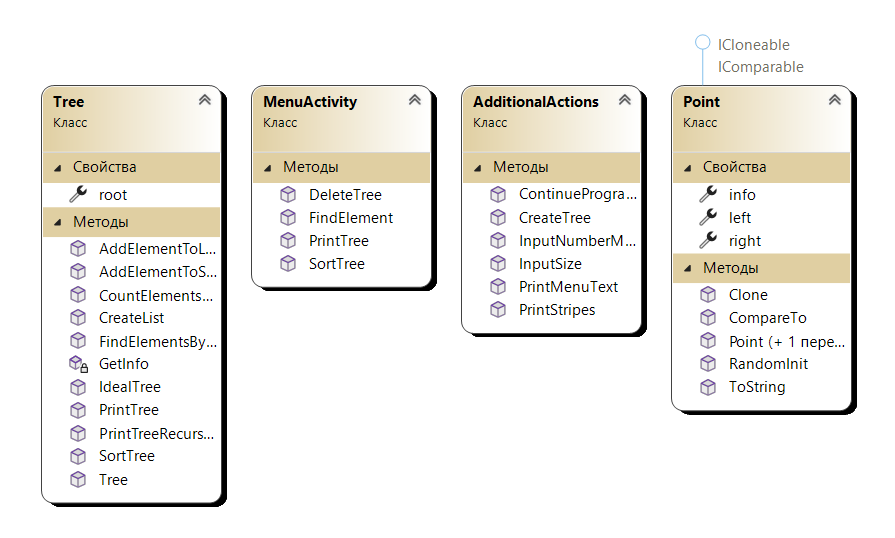 ICloneable
IComparable
Tree
Класс
Свойства
root
Методы
AddElementToL...
AddElementToS...
CountElements...
CreateList
FindElementsBy...
GetInfo
IdealTree
PrintTree
PrintTreeRecurs...
SortTree
Tree
MenuActivity
Класс
Методы
DeleteTree
FindElement
PrintTree
SortTree
AdditionalActions
Класс
Методы
ContinueProgra...
CreateTree
InputNumberM...
InputSize
PrintMenuText
PrintStripes
Point
Класс
Свойства
info
left
right
Методы
Clone
CompareTo
Point (+ 1 пере...
RandomInit
ToString